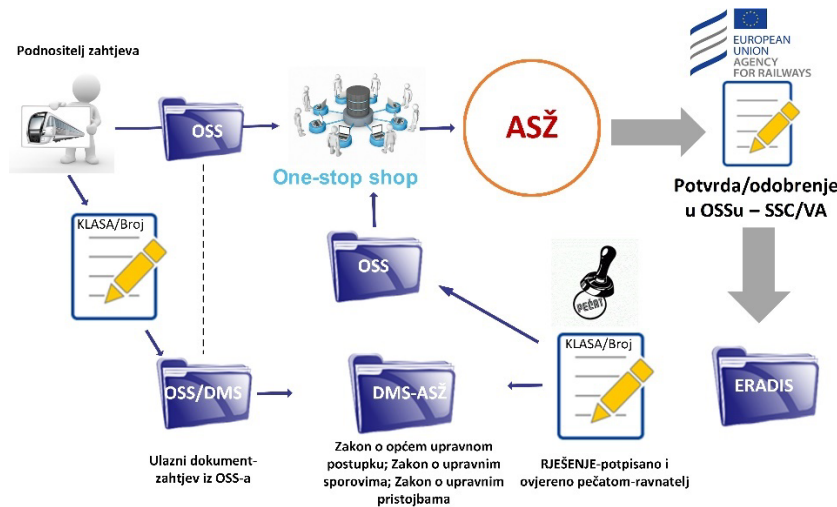 Podnositelj zahtjeva
OSS
One-stop shop
ASŽ
EUROPEAN
UNION
AGENCY
FOR RAILWAYS
Potvrda/odobrenje
u OSSu – SSC/VA
KLASA/Broj
OSS
PEČAT
KLASA/Broj
OSS/DMS
DMS-ASŽ
ERADIS
Ulazni dokument-
zahtjev iz OSS-a
Zakon o općem upravnom
postupku; Zakon o upravnim
sporovima; Zakon o upravnim
pristojbama
RJEŠENJE-potpisano i
ovjereno pečatom-ravnatelj